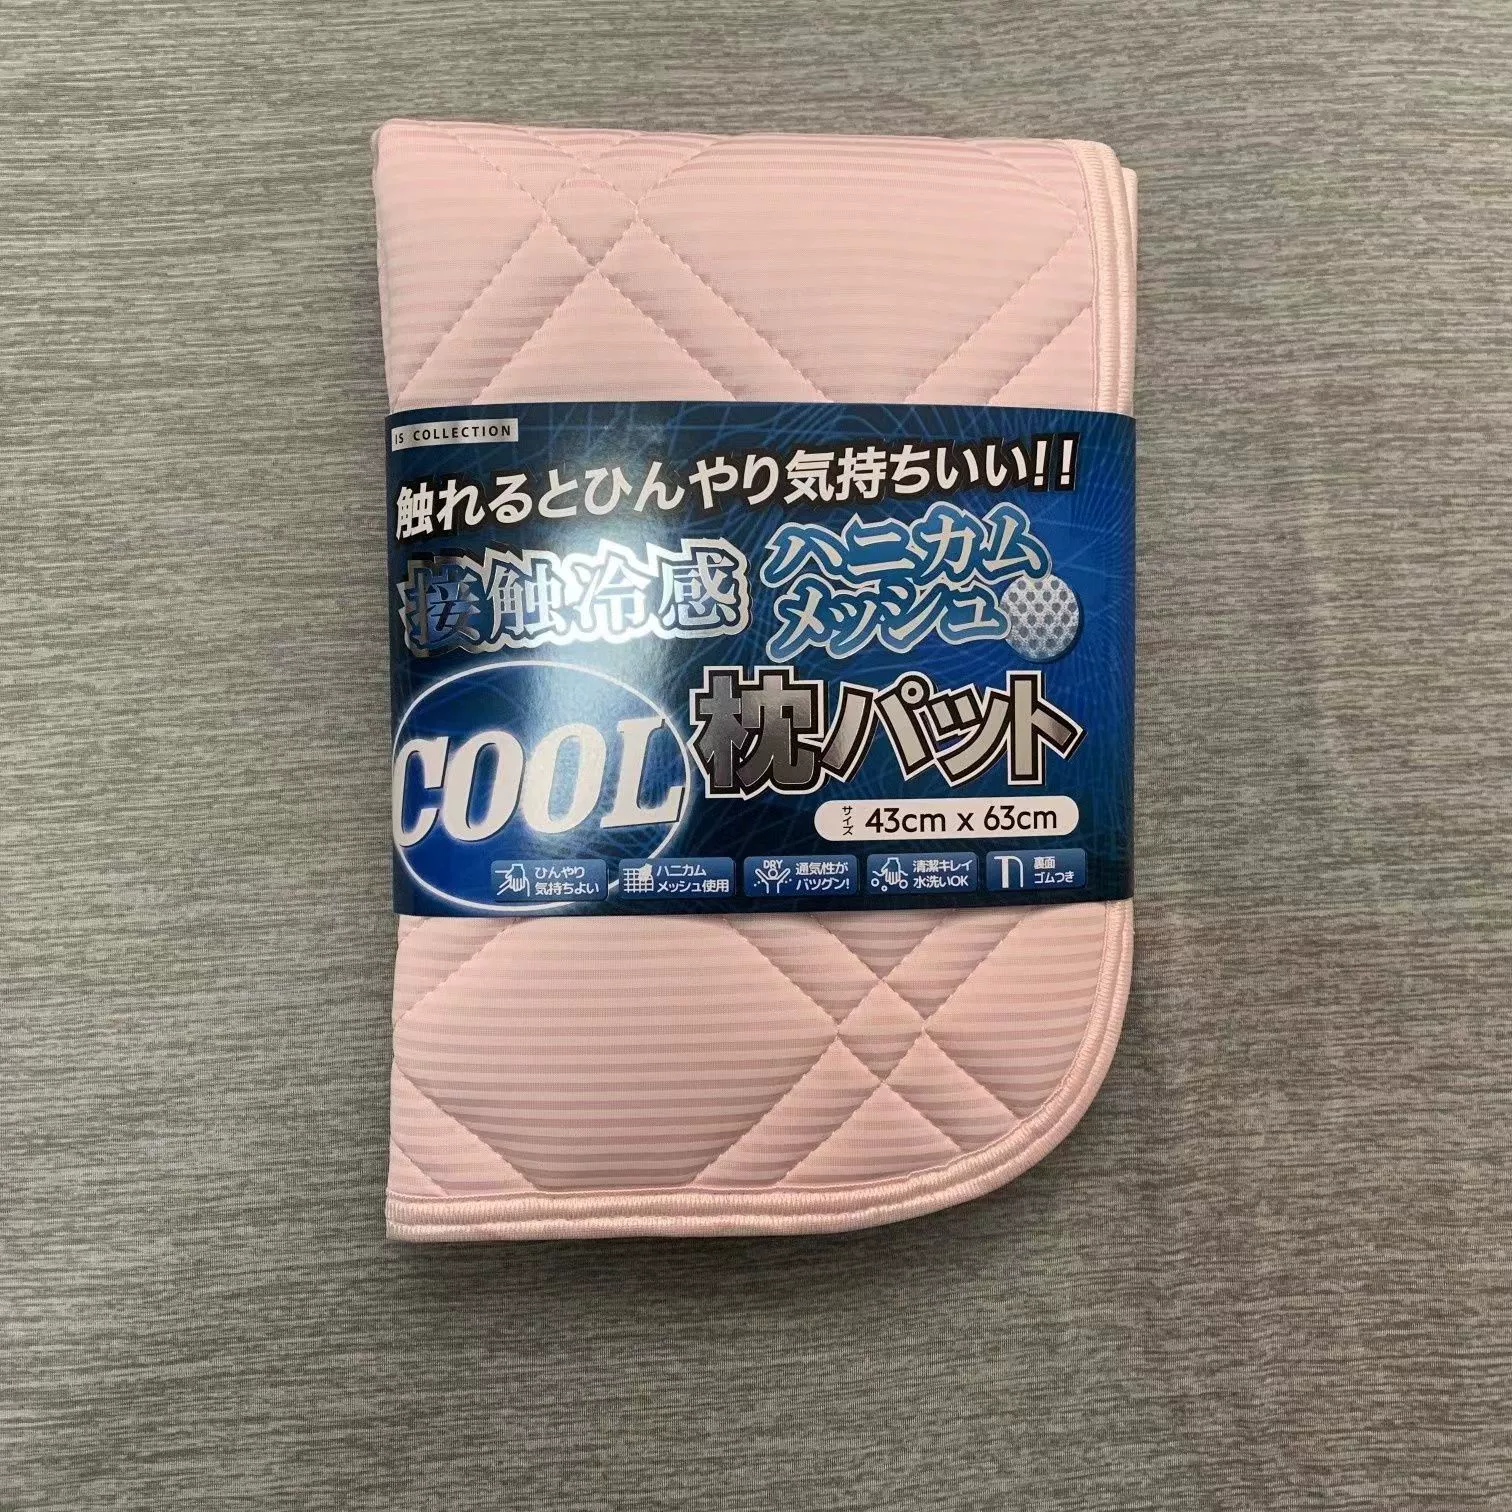 IS COLLECTION
触れるとひんやり気持ちいい!!
接触冷感
ハニカム
メッシュ
COOL
枕パット
サイズ 43cm x 63cm
ひんやり
気持ちよい
ハニカム
メッシュ使用
DRY
通気性が
バツグン!
清潔キレイ
水洗いOK
裏面
ゴムつき